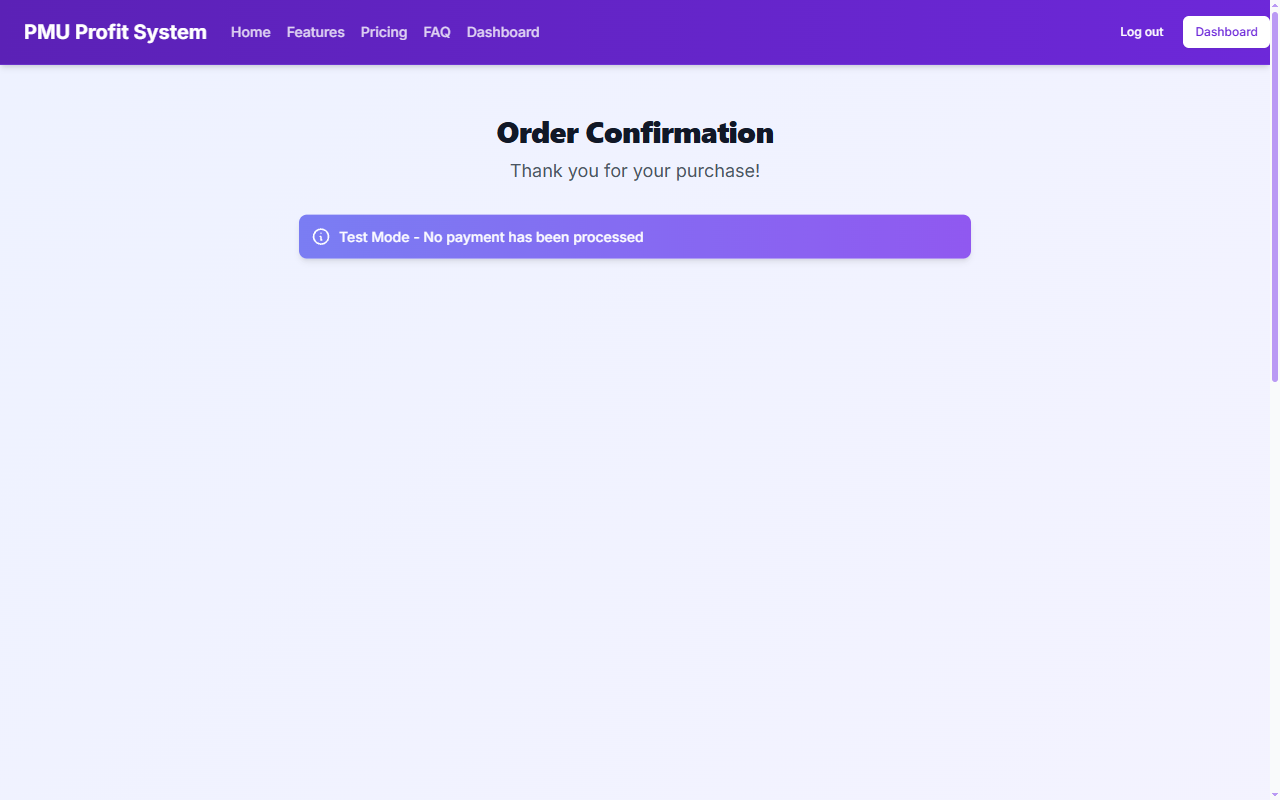 PMU Profit System Home Features Pricing FAQ Dashboard Log out Dashboard
Order Confirmation
Thank you for your purchase!
Test Mode - No payment has been processed